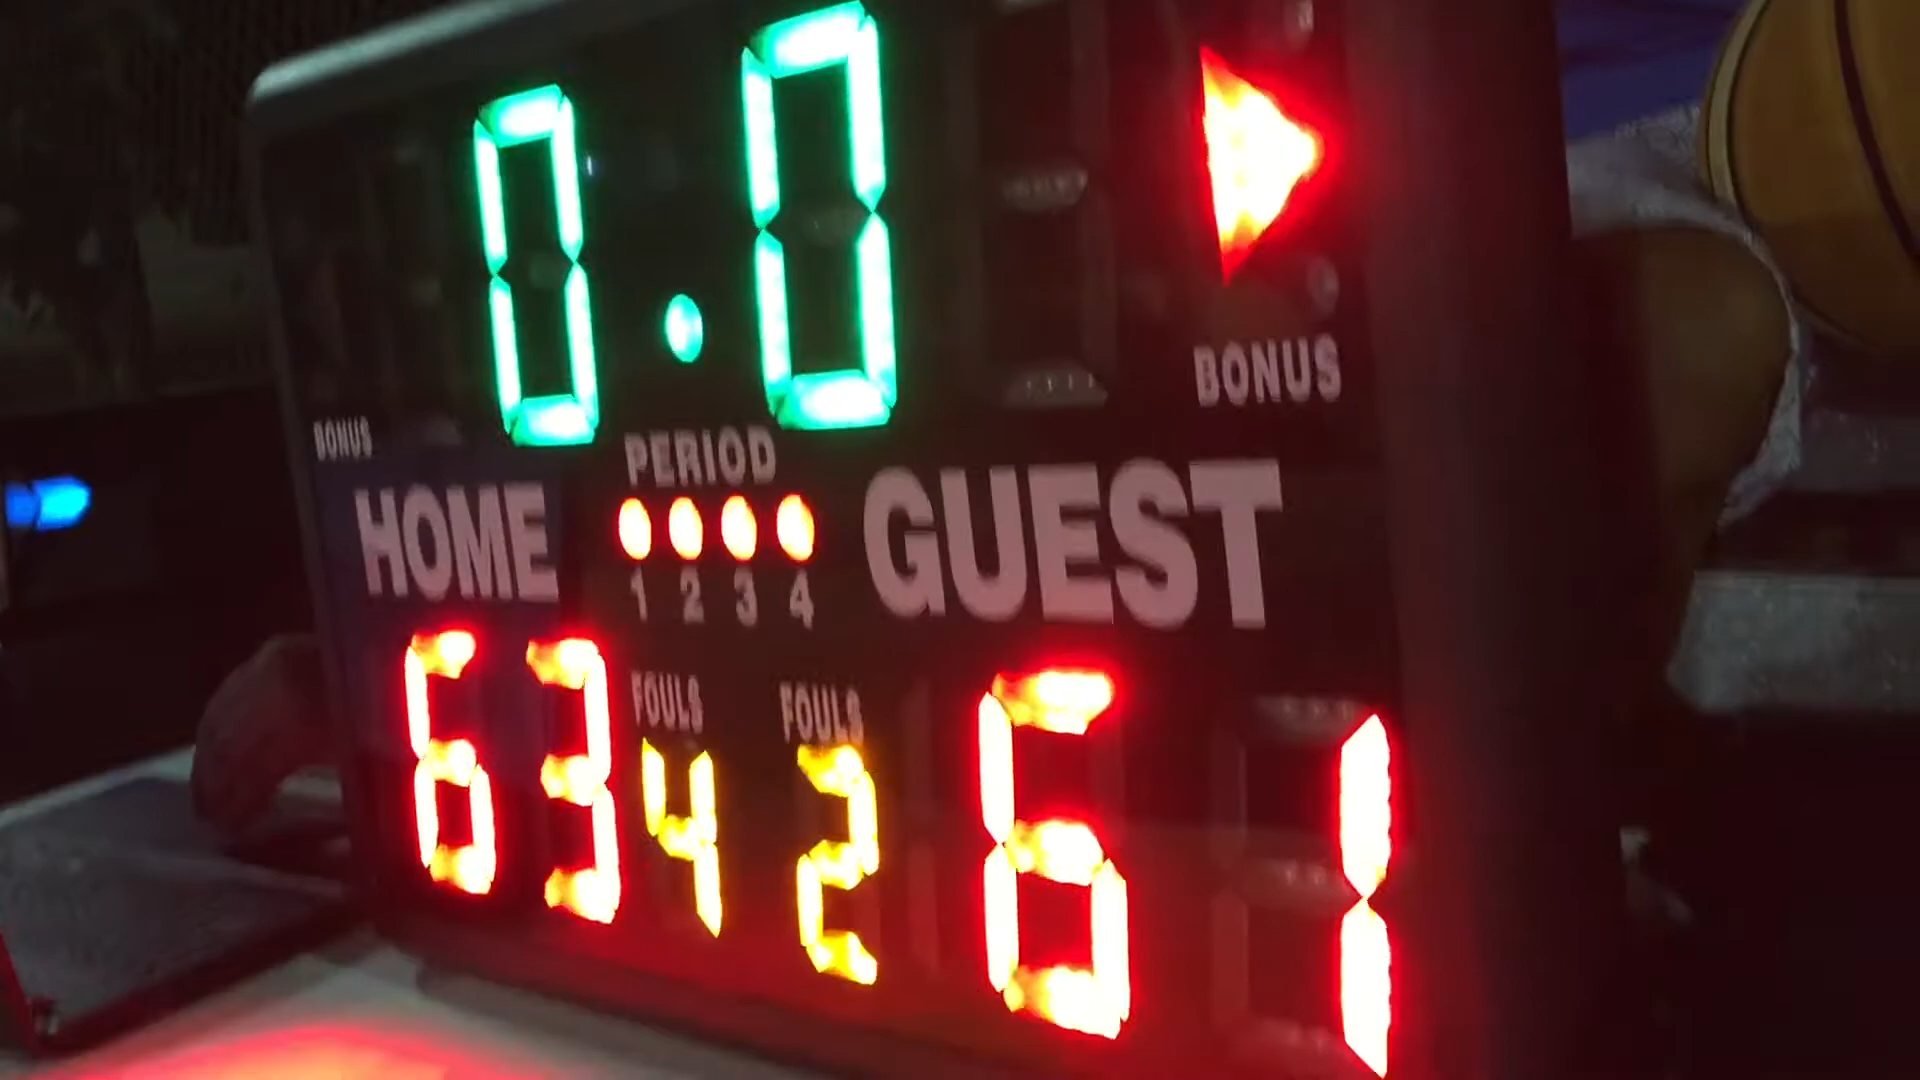 0.0
BONUS
BONUS
PERIOD
HOME
GUEST
1 2 3 4
FOULS
FOULS
63
4
2
61